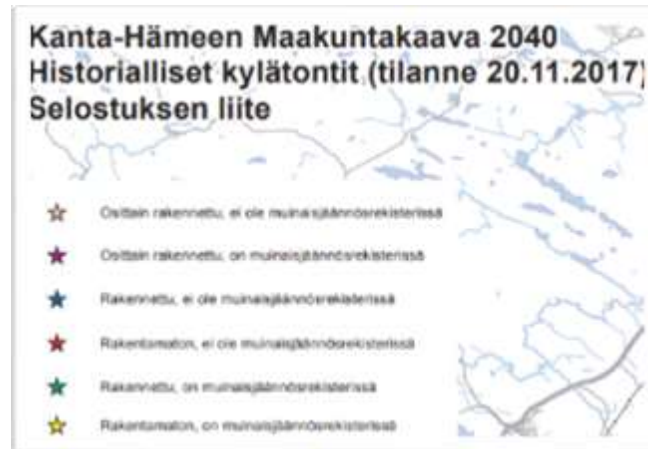 Kanta-Hämeen Maakuntakaava 2040
Historialliset kylätontit (tilanne 20.11.2017)
Selostuksen liite
Osittain rakennettu, ei ole muinaisjäännösrekisterissä
Osittain rakennettu, on muinaisjäännösrekisterissä
Rakennettu, ei ole muinaisjäännösrekisterissä
Rakentamaton, ei ole muinaisjäännösrekisterissä
Rakennettu, on muinaisjäännösrekisterissä
Rakentamaton, on muinaisjäännösrekisterissä